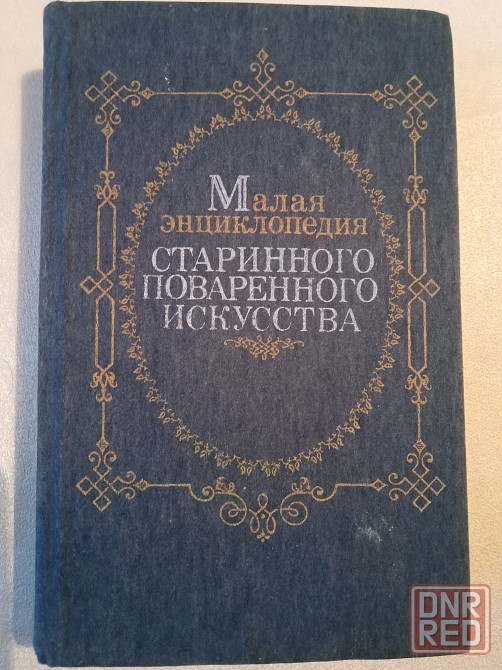 Малая
энциклопедия
СТАРИННОГО
ПОВАРЕННОГО
ИСКУССТВА
DNR
RED